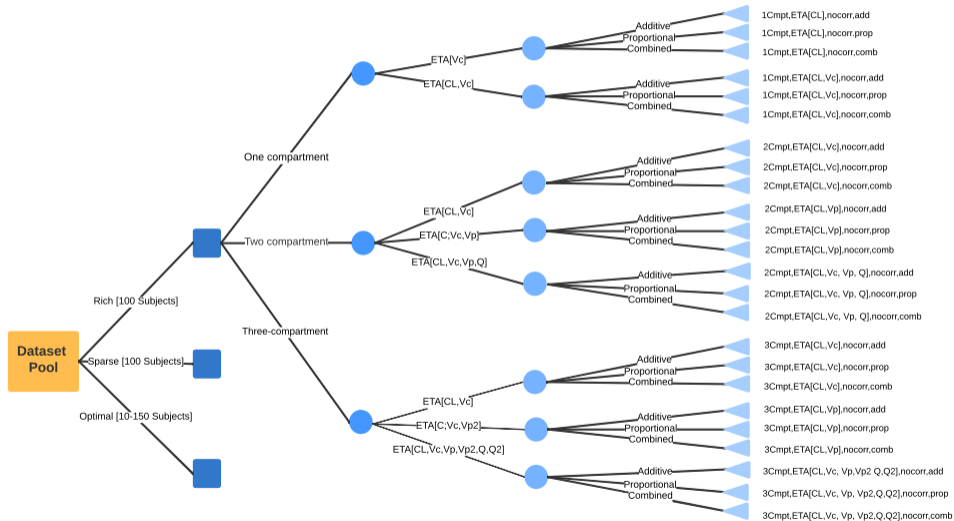 Dataset
Pool
Rich [100 Subjects]
Sparse [100 Subjects]
Optimal [10-150 Subjects]
One compartment
Two compartment
Three-compartment
ETA[Vc]
ETA[CL,Vc]
Additive
Proportional
Combined
1Cmpt,ETA[CL],nocorr,add
1Cmpt,ETA[CL],nocorr.prop
1Cmpt,ETA[CL],nocorr,comb
Additive
Proportional
Combined
1Cmpt,ETA[CL,Vc],nocorr,add
1Cmpt,ETA[CL,Vc],nocorr,prop
1Cmpt,ETA[CL,Vc],nocorr,comb
ETA[CL,Vc]
ETA[C;Vc,Vp]
ETA[CL,Vc,Vp,Q]
Additive
Proportional
Combined
2Cmpt,ETA[CL,Vc],nocorr,add
2Cmpt,ETA[CL,Vc],nocorr,prop
2Cmpt,ETA[CL,Vc],nocorr,comb
Additive
Proportional
Combined
2Cmpt,ETA[CL,Vp],nocorr,add
2Cmpt,ETA[CL,Vp],nocorr,prop
2Cmpt,ETA[CL,Vp],nocorr,comb
Additive
Proportional
Combined
2Cmpt,ETA[CL,Vc, Vp, Q],nocorr,add
2Cmpt,ETA[CL,Vc, Vp, Q],nocorr,prop
2Cmpt,ETA[CL,Vc, Vp, Q],nocorr,comb
ETA[CL,Vc]
ETA[C;Vc,Vp2]
ETA[CL,Vc,Vp,Vp2,Q,Q2]
Additive
Proportional
Combined
3Cmpt,ETA[CL,Vc],nocorr,add
3Cmpt,ETA[CL,Vc],nocorr,prop
3Cmpt,ETA[CL,Vc],nocorr,comb
Additive
Proportional
Combined
3Cmpt,ETA[CL,Vp],nocorr,add
3Cmpt,ETA[CL,Vp],nocorr,prop
3Cmpt,ETA[CL,Vp],nocorr,comb
Additive
Proportional
Combined
3Cmpt,ETA[CL,Vc, Vp,Vp2 Q,Q2],nocorr,add
3Cmpt,ETA[CL,Vc, Vp, Vp2,Q,Q2],nocorr,prop
3Cmpt,ETA[CL,Vc, Vp, Vp2,Q,Q2],nocorr,comb